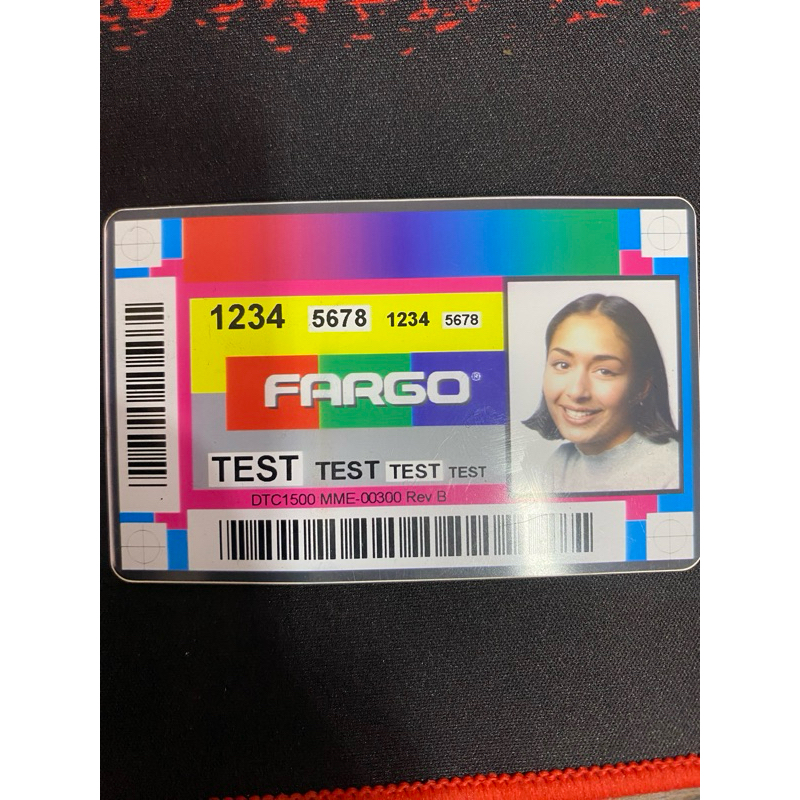 1234 5678 1234 5678
FARGO®
TEST TEST TEST TEST
DTC1500 MME-00300 Rev B